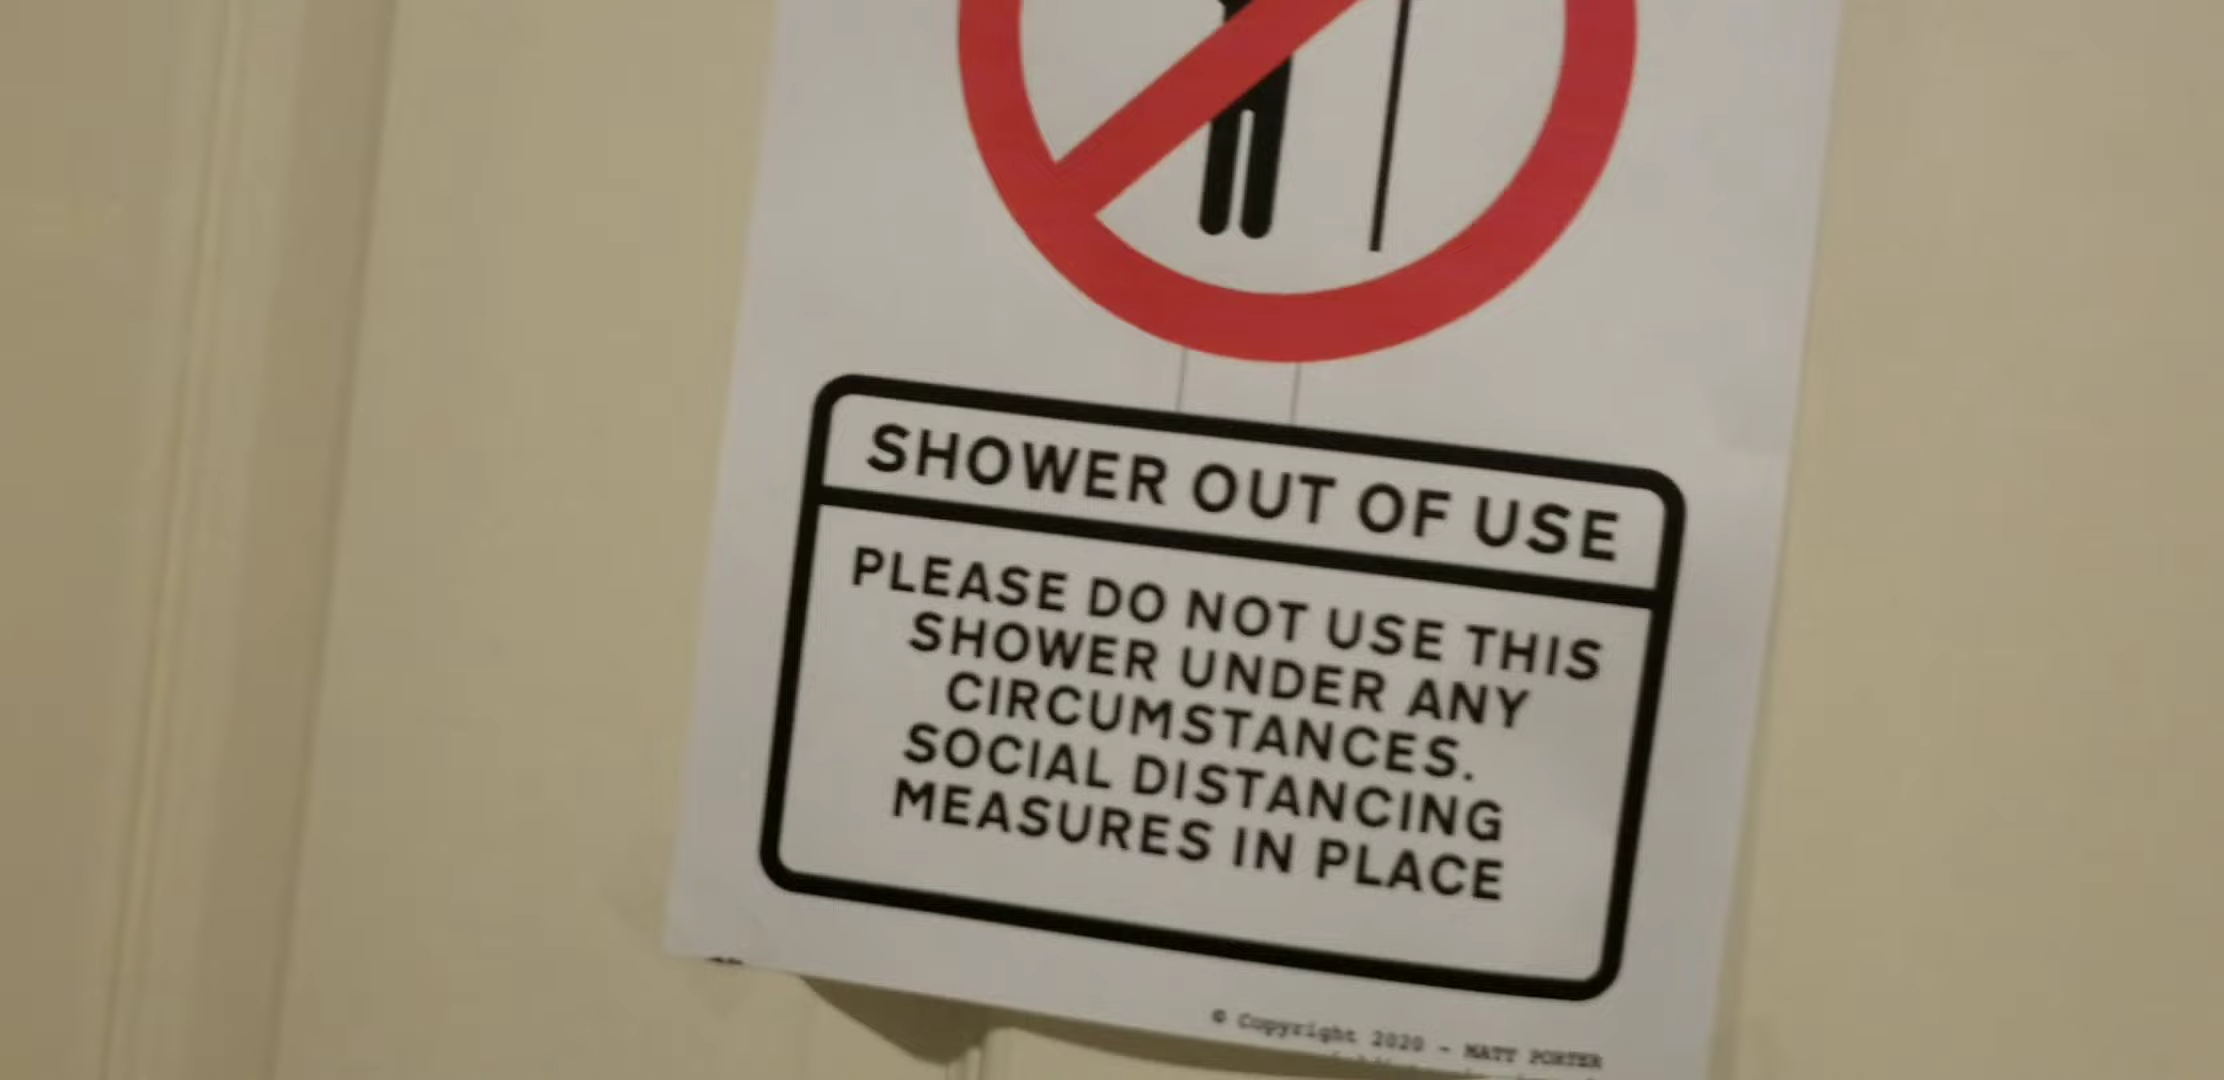 SHOWER OUT OF USE
PLEASE DO NOT USE THIS
SHOWER UNDER ANY
CIRCUMSTANCES.
SOCIAL DISTANCING
MEASURES IN PLACE
© Copyright 2020 - MATT PORTER